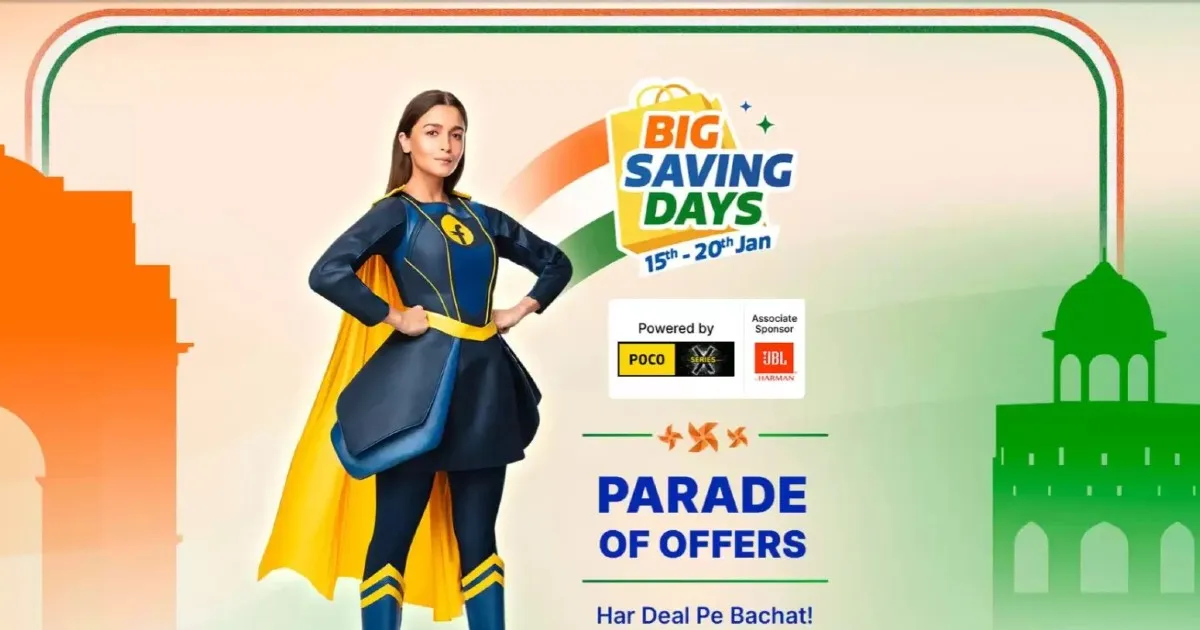 BIG
SAVING
DAYS
15th - 20th Jan
Powered by
POCO
X
SERIES
Associate
Sponsor
JBL
HARMAN
PARADE
OF OFFERS
Har Deal Pe Bachat!
f